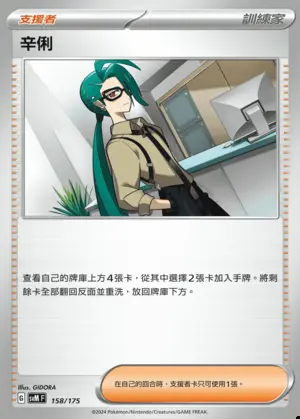 支援者
訓練家
辛俐
查看自己的牌庫上方4張卡,從其中選擇2張卡加入手牌。將剩
餘卡全部翻回反面並重洗,放回牌庫下方。
Illus. GIDORA
G SVM F 158/175
在自己的回合時,支援者卡只可使用1張。
©2024 Pokémon/Nintendo/Creatures/GAME FREAK.